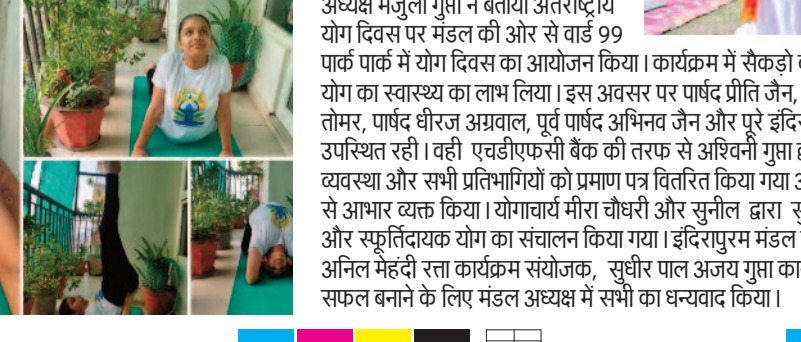 अध्यक्ष मंजुला गुप्ता ने बताया अंतर्राष्ट्रीय
योग दिवस पर मंडल की ओर से वार्ड 99
पार्क पार्क में योग दिवस का आयोजन किया। कार्यक्रम में सैकड़ो
योग का स्वास्थ्य का लाभ लिया। इस अवसर पर पार्षद प्रीति जैन,
तोमर, पार्षद धीरज अग्रवाल, पूर्व पार्षद अभिनव जैन और पूरे
उपस्थित रही। वही एचडीएफसी बैंक की तरफ से अश्विनी गुप्ता
व्यवस्था और सभी प्रतिभागियों को प्रमाण पत्र वितरित किया गया
से आभार व्यक्त किया। योगाचार्य मीरा चौधरी और सुनील द्वारा
और स्फूर्तिदायक योग का संचालन किया गया। इंदिरापुरम मंडल
अनिल मेहंदी रत्ता कार्यक्रम संयोजक, सुधीर पाल अजय गुप्ता
सफल बनाने के लिए मंडल अध्यक्ष में सभी का धन्यवाद किया।